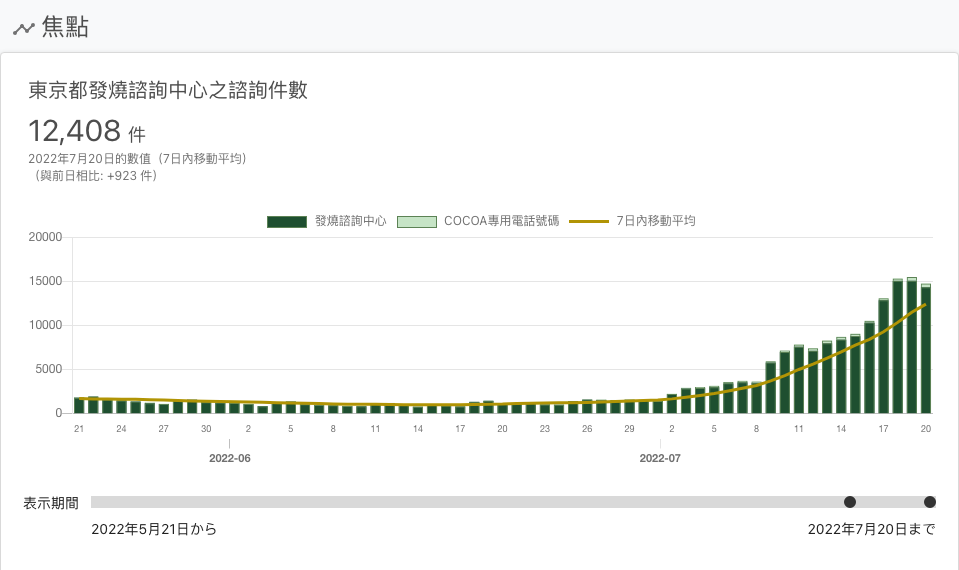 焦點
東京都發燒諮詢中心之諮詢件數
12,408 件
2022年7月20日的數值（7日內移動平均）
（與前日相比: +923 件）
發燒諮詢中心 COCOA專用電話號碼 7日內移動平均
20000
15000
10000
5000
0
21 24 27 30 2 5 8 11 14 17 20 23 26 29 2 5 8 11 14 17 20
2022-06 2022-07
表示期間
2022年5月21日から 2022年7月20日まで